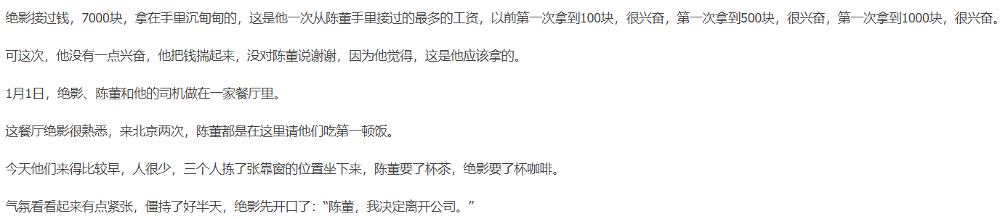 绝影接过钱，7000块，拿在手里沉甸甸的，这是他一次从陈董手里接过的最多的工资，以前第一次拿到100块，很兴奋，第一次拿到500块，很兴奋，第一次拿到1000块，很兴奋。
可这次，他没有一点兴奋，他把钱揣起来，没对陈董说谢谢，因为他觉得，这是他应该拿的。
1月1日，绝影、陈董和他的司机做在一家餐厅里。
这餐厅绝影很熟悉，来北京两次，陈董都是在这里请他们吃第一顿饭。
今天他们来得比较早，人很少，三个人拣了张靠窗的位置坐下来，陈董要了杯茶，绝影要了杯咖啡。
气氛看看起来有点紧张，僵持了好半天，绝影先开口了：“陈董，我决定离开公司。”